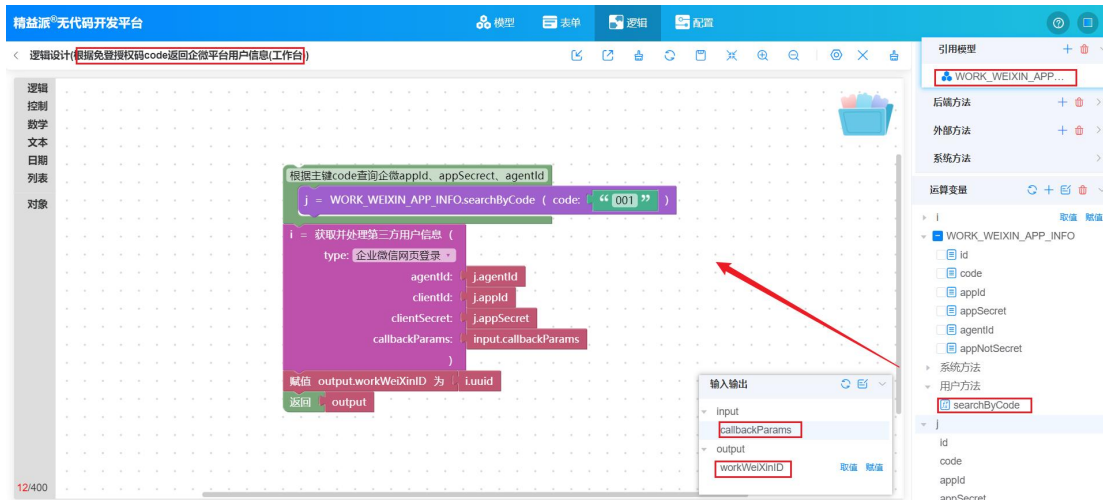 精益派®无代码开发平台 模型 表单 逻辑 配置
< 逻辑设计(根据免登授权码code返回企微平台用户信息(工作台))
引用模型
WORK_WEIXIN_APP...
后端方法
外部方法
系统方法
逻辑
控制
数学
文本
日期
列表
对象
根据主键code查询企微appId、appSecrect、agentId
j = WORK_WEIXIN_APP_INFO.searchByCode ( code: “ 001 ” )
i = 获取并处理第三方用户信息 (
type: 企业微信网页登录
agentId: j.agentId
clientId: j.appId
clientSecret: j.appSecret
callbackParams: input.callbackParams
)
赋值 output.workWeiXinID 为 i.uuid
返回 output
12/400
输入输出
input
callbackParams
output
workWeiXinID 取值 赋值
运算变量
i 取值 赋值
WORK_WEIXIN_APP_INFO
id
code
appId
appSecret
agentId
appNotSecret
系统方法
用户方法
searchByCode
j
id
code
appId
appSecret